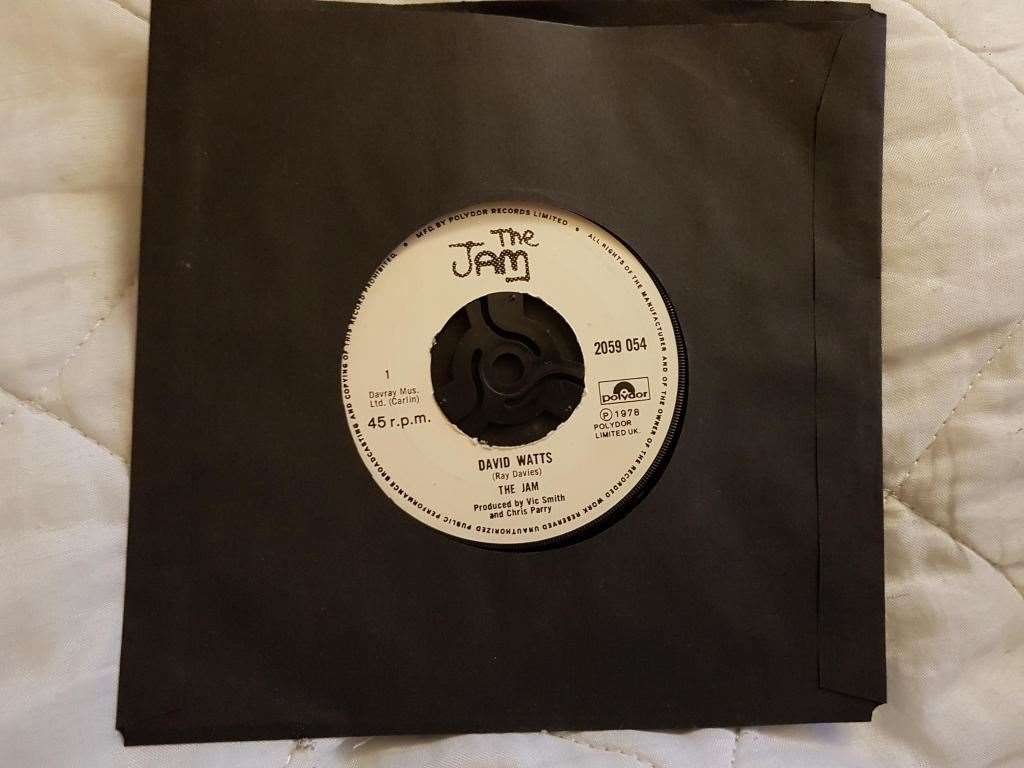 MFG. BY POLYDOR RECORDS LIMITED • ALL RIGHTS OF THE MANUFACTURER AND OF THE OWNER OF THE RECORDED WORK RESERVED UNAUTHORIZED PUBLIC PERFORMANCE BROADCASTING AND COPYING OF THIS RECORD PROHIBITED •
The
JAM
2059 054
1
Davray Mus.
Ltd. (Carlin)
45 r.p.m.
polydor
℗ 1978
POLYDOR
LIMITED UK.
DAVID WATTS
(Ray Davies)
THE JAM
Produced by Vic Smith
and Chris Parry